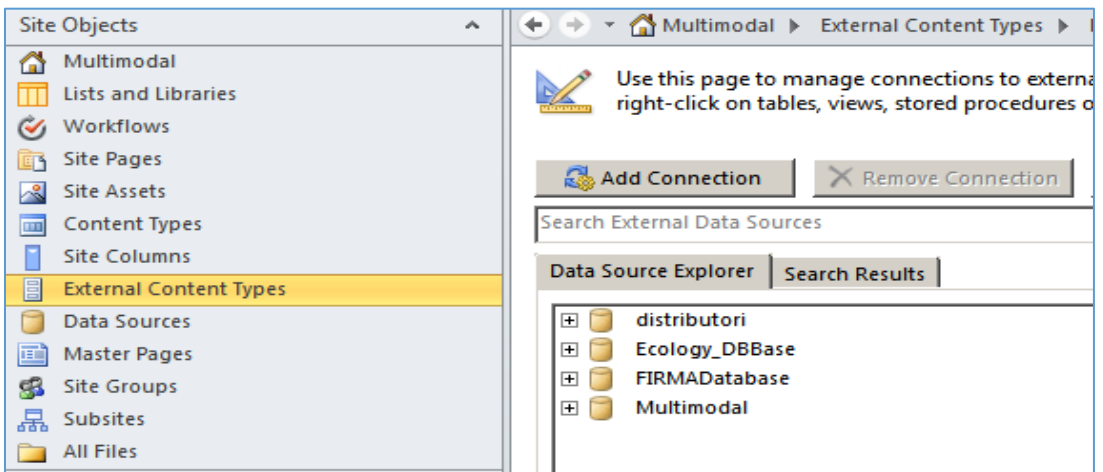 Site Objects
Multimodal
Lists and Libraries
Workflows
Site Pages
Site Assets
Content Types
Site Columns
External Content Types
Data Sources
Master Pages
Site Groups
Subsites
All Files
Multimodal External Content Types
Use this page to manage connections to externa
right-click on tables, views, stored procedures o
Add Connection Remove Connection
Search External Data Sources
Data Source Explorer Search Results
distributori
Ecology_DBBase
FIRMADatabase
Multimodal